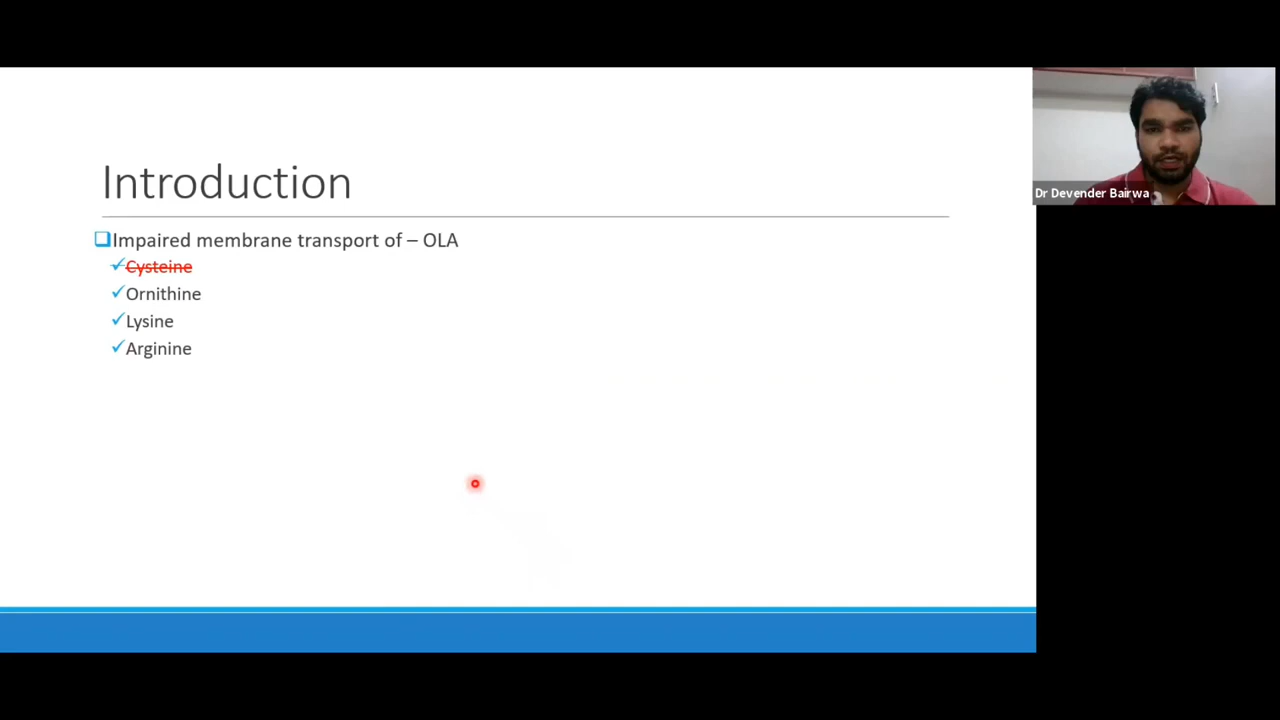 Introduction
Impaired membrane transport of – OLA
Cysteine
Ornithine
Lysine
Arginine
Dr Devender Bairwa